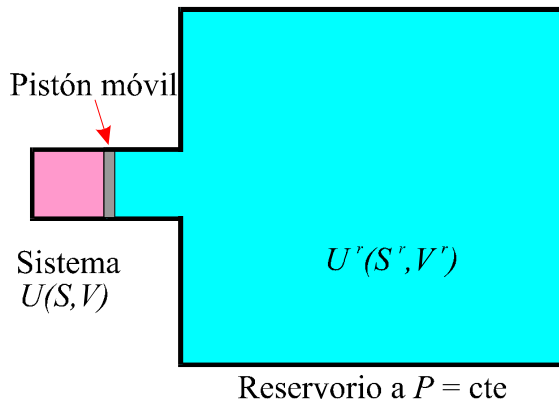 Pistón móvil
Sistema
U(S,V)
U^r(S^r,V^r)
Reservorio a P = cte